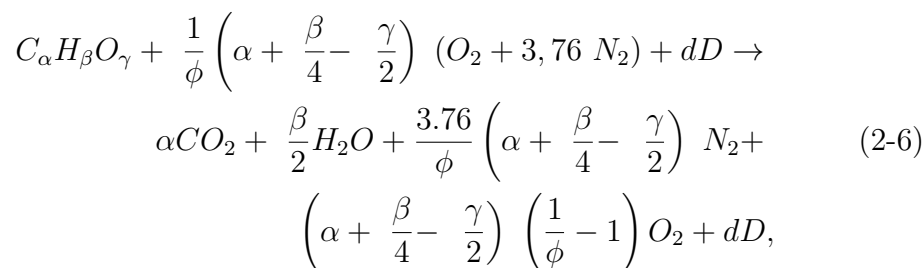 C_αH_βO_γ + 1/ϕ (α + β/4 − γ/2) (O_2 + 3,76 N_2) + dD →
αCO_2 + β/2 H_2O + 3.76/ϕ (α + β/4 − γ/2) N_2+ (2-6)
(α + β/4 − γ/2) (1/ϕ − 1) O_2 + dD,